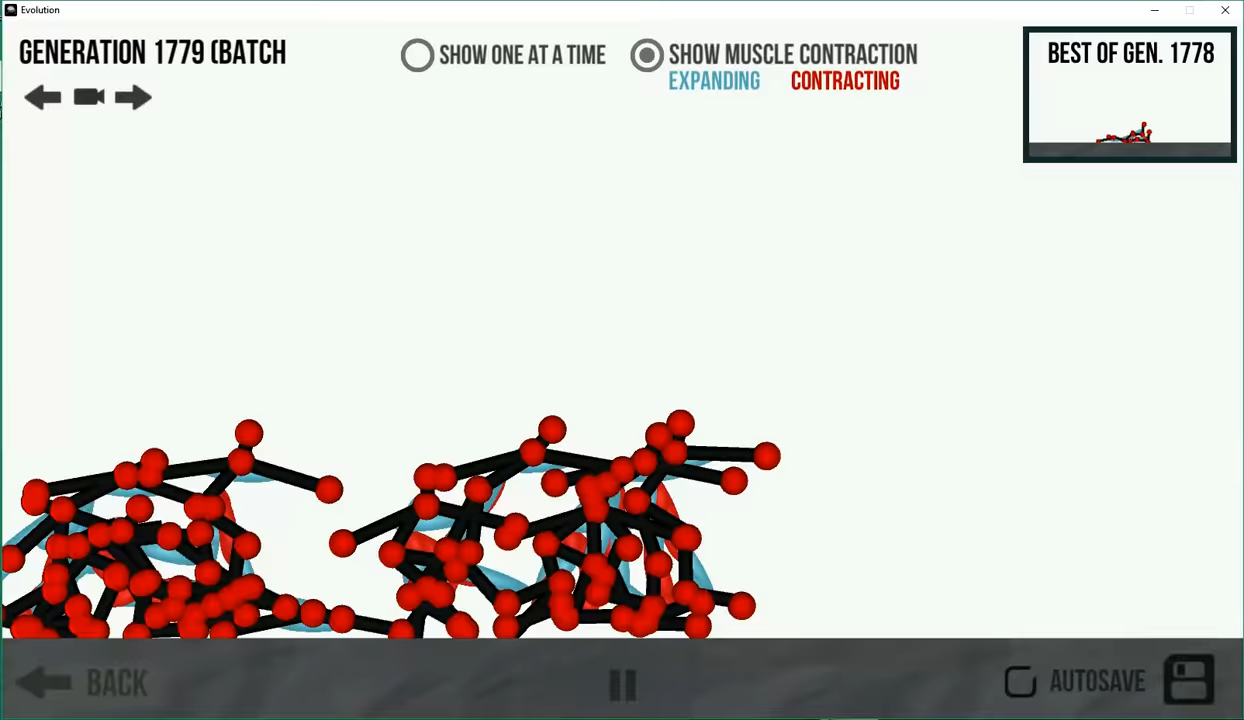 Evolution
GENERATION 1779 (BATCH
SHOW ONE AT A TIME
SHOW MUSCLE CONTRACTION
EXPANDING CONTRACTING
BEST OF GEN. 1778
BACK
AUTOSAVE